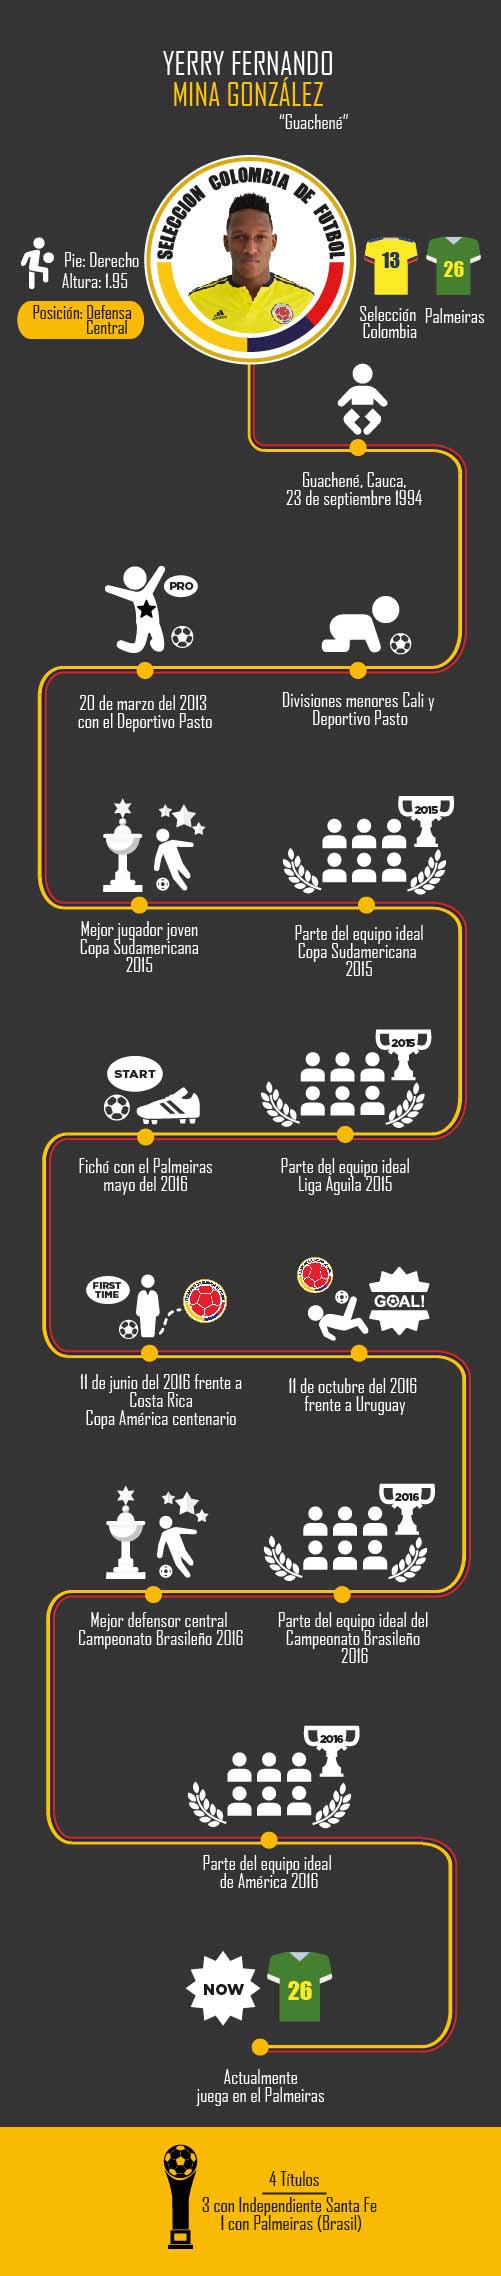 YERRY FERNANDO
MINA GONZÁLEZ
“Guachené”
SELECCION COLOMBIA DE FUTBOL
adidas
Pie: Derecho
Altura: 1.95
Posición: Defensa
Central
13
26
Selección
Colombia
Palmeiras
Guachené, Cauca,
23 de septiembre 1994
PRO
20 de marzo del 2013
con el Deportivo Pasto
Divisiones menores Cali y
Deportivo Pasto
2015
Mejor jugador joven
Copa Sudamericana
2015
Parte del equipo ideal
Copa Sudamericana
2015
START
2015
Fichó con el Palmeiras
mayo del 2016
Parte del equipo ideal
Liga Águila 2015
FIRST
TIME
GOAL!
11 de junio del 2016 frente a
Costa Rica
Copa América centenario
11 de octubre del 2016
frente a Uruguay
2016
Mejor defensor central
Campeonato Brasileño 2016
Parte del equipo ideal del
Campeonato Brasileño
2016
2016
Parte del equipo ideal
de América 2016
NOW
26
Actualmente
juega en el Palmeiras
4 Títulos
3 con Independiente Santa Fe
1 con Palmeiras (Brasil)